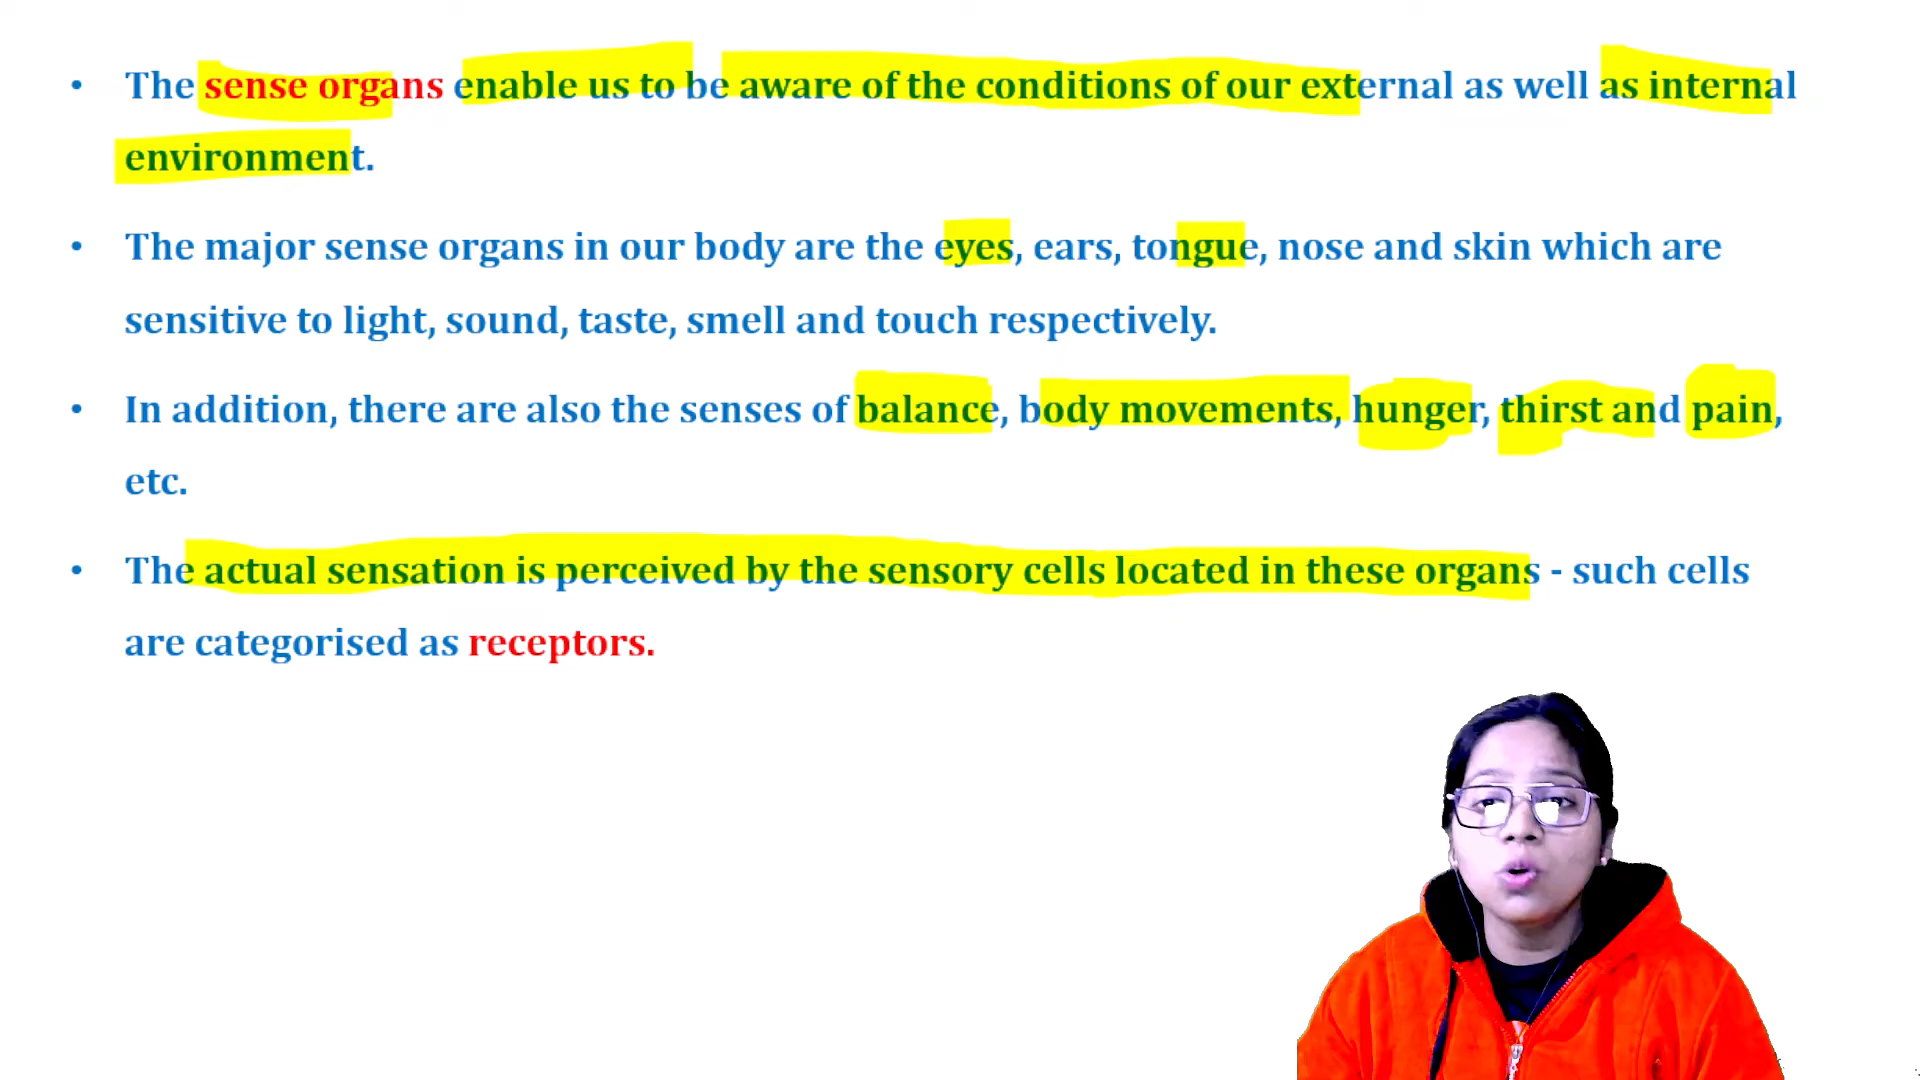 • The sense organs enable us to be aware of the conditions of our external as well as internal
environment.
• The major sense organs in our body are the eyes, ears, tongue, nose and skin which are
sensitive to light, sound, taste, smell and touch respectively.
• In addition, there are also the senses of balance, body movements, hunger, thirst and pain,
etc.
• The actual sensation is perceived by the sensory cells located in these organs - such cells
are categorised as receptors.